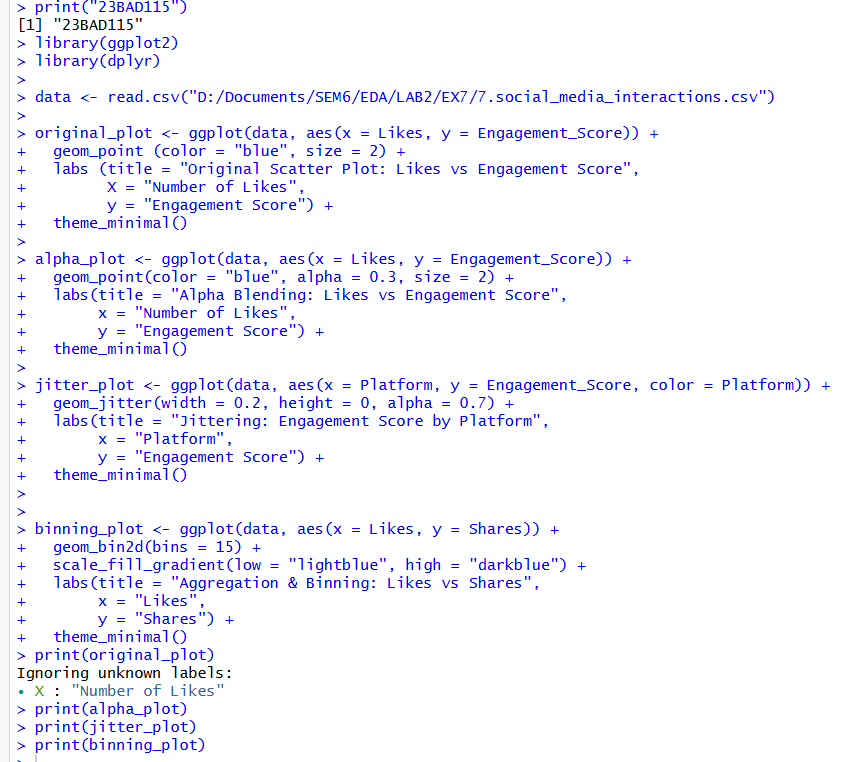 > print("23BAD115")
[1] "23BAD115"
> library(ggplot2)
> library(dplyr)
>
> data <- read.csv("D:/Documents/SEM6/EDA/LAB2/EX7/7.social_media_interactions.csv")
>
> original_plot <- ggplot(data, aes(x = Likes, y = Engagement_Score)) +
+   geom_point (color = "blue", size = 2) +
+   labs (title = "Original Scatter Plot: Likes vs Engagement Score",
+         X = "Number of Likes",
+         y = "Engagement Score") +
+   theme_minimal()
>
> alpha_plot <- ggplot(data, aes(x = Likes, y = Engagement_Score)) +
+   geom_point(color = "blue", alpha = 0.3, size = 2) +
+   labs(title = "Alpha Blending: Likes vs Engagement Score",
+        x = "Number of Likes",
+        y = "Engagement Score") +
+   theme_minimal()
>
> jitter_plot <- ggplot(data, aes(x = Platform, y = Engagement_Score, color = Platform)) +
+   geom_jitter(width = 0.2, height = 0, alpha = 0.7) +
+   labs(title = "Jittering: Engagement Score by Platform",
+        x = "Platform",
+        y = "Engagement Score") +
+   theme_minimal()
>
>
> binning_plot <- ggplot(data, aes(x = Likes, y = Shares)) +
+   geom_bin2d(bins = 15) +
+   scale_fill_gradient(low = "lightblue", high = "darkblue") +
+   labs(title = "Aggregation & Binning: Likes vs Shares",
+        x = "Likes",
+        y = "Shares") +
+   theme_minimal()
> print(original_plot)
Ignoring unknown labels:
• X : "Number of Likes"
> print(alpha_plot)
> print(jitter_plot)
> print(binning_plot)
>